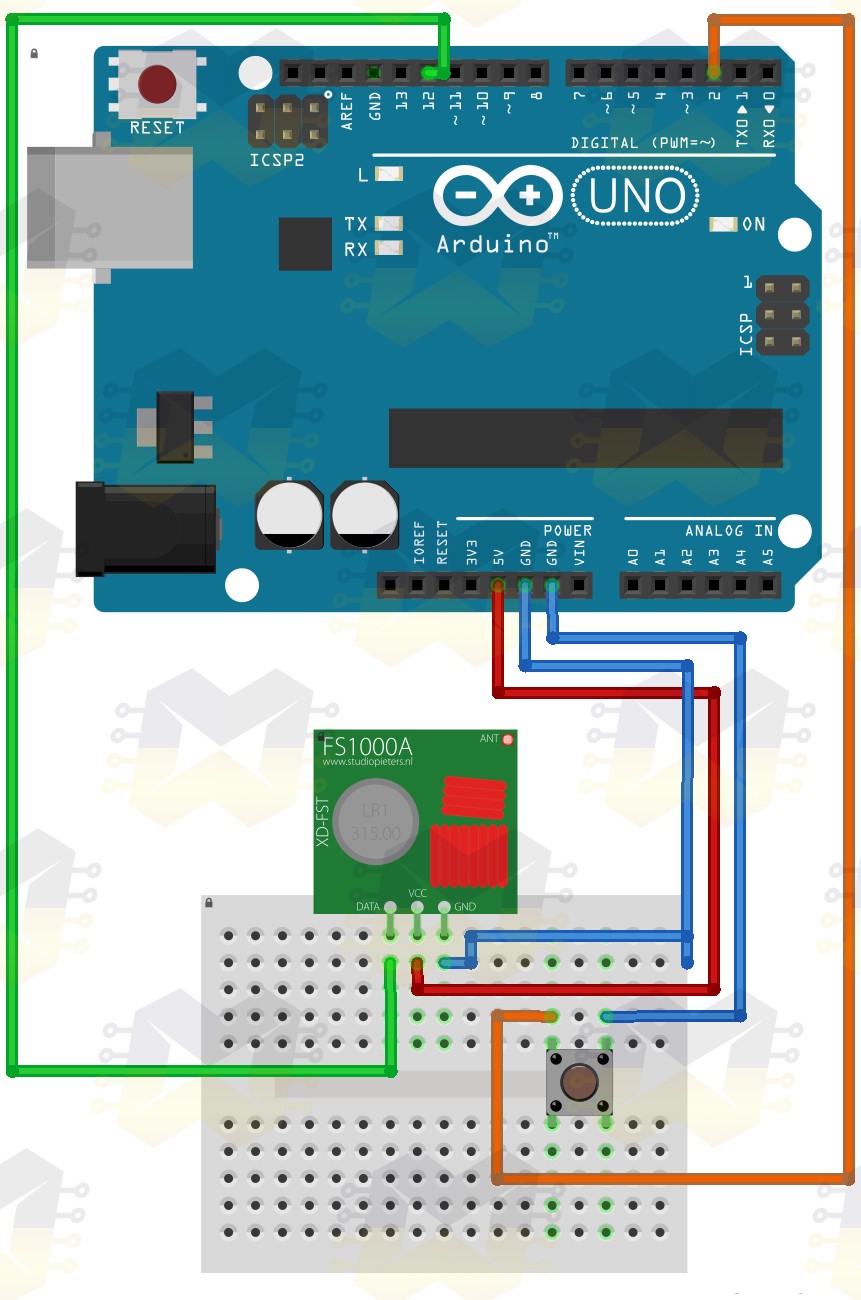 RESET
ICSP2
AREF
GND
13
12
~11
~10
~9
8
7
~6
~5
4
~3
2
TX0▶1
RX0◀0
DIGITAL (PWM=~)
L
TX
RX
UNO
Arduino™
ON
1
ICSP
POWER
ANALOG IN
IOREF
RESET
3V3
5V
GND
GND
VIN
A0
A1
A2
A3
A4
A5
FS1000A
www.studiopieters.nl
ANT
XD-FST
LR1
315.00
VCC
DATA
GND